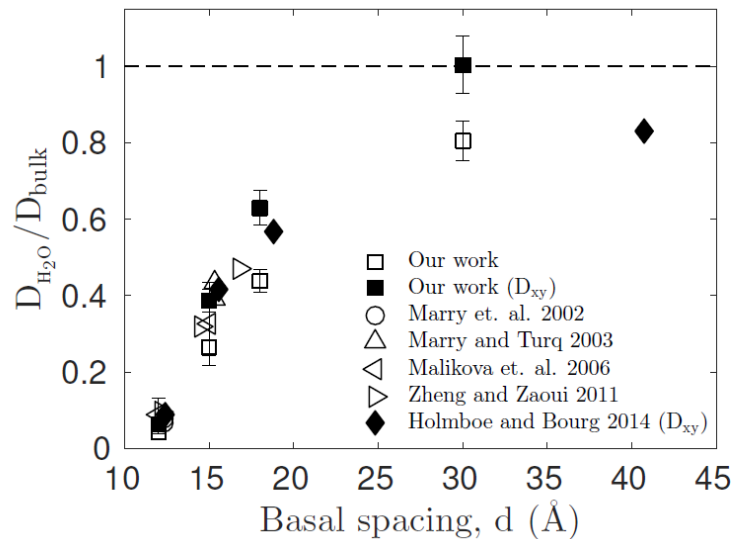 D_H₂O/D_bulk
1
0.8
0.6
0.4
0.2
0
Our work
Our work (D_xy)
Marry et. al. 2002
Marry and Turq 2003
Malikova et. al. 2006
Zheng and Zaoui 2011
Holmboe and Bourg 2014 (D_xy)
10 15 20 25 30 35 40 45
Basal spacing, d (Å)